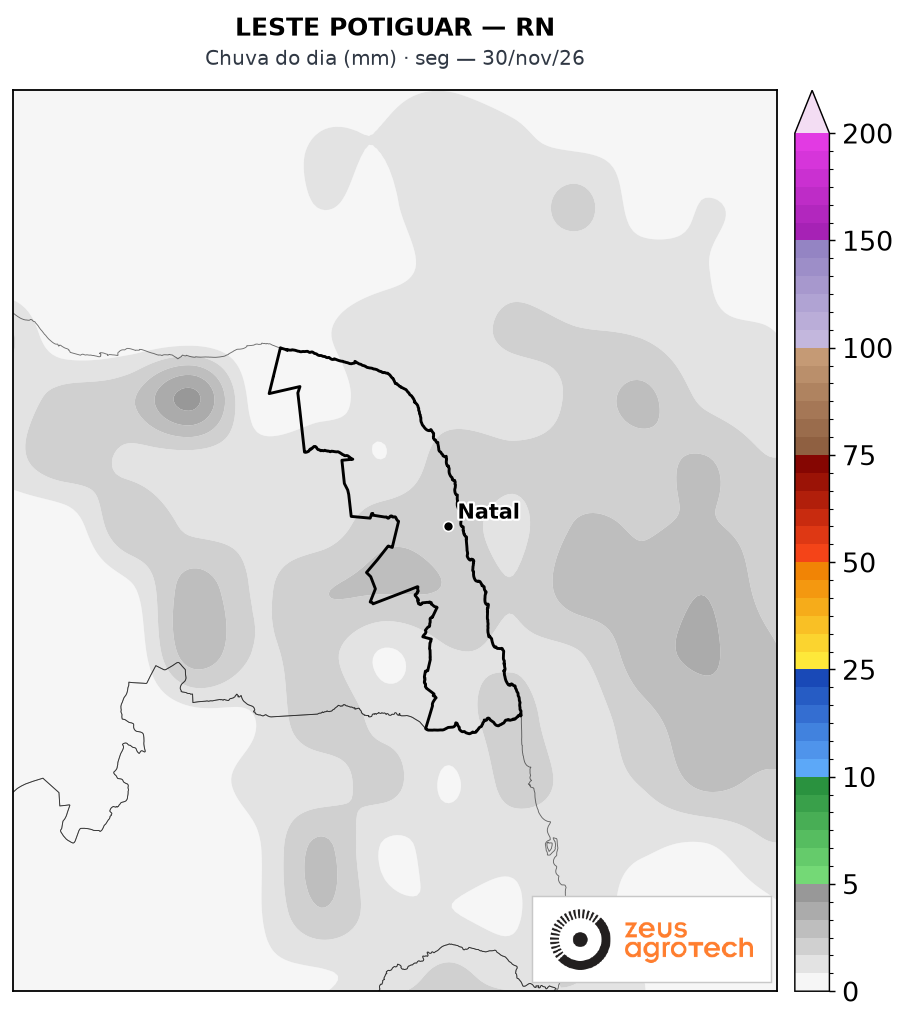 LESTE POTIGUAR — RN
Chuva do dia (mm) · seg — 30/nov/26
200
150
100
75
50
25
10
5
0
Natal
zeus
agrotech